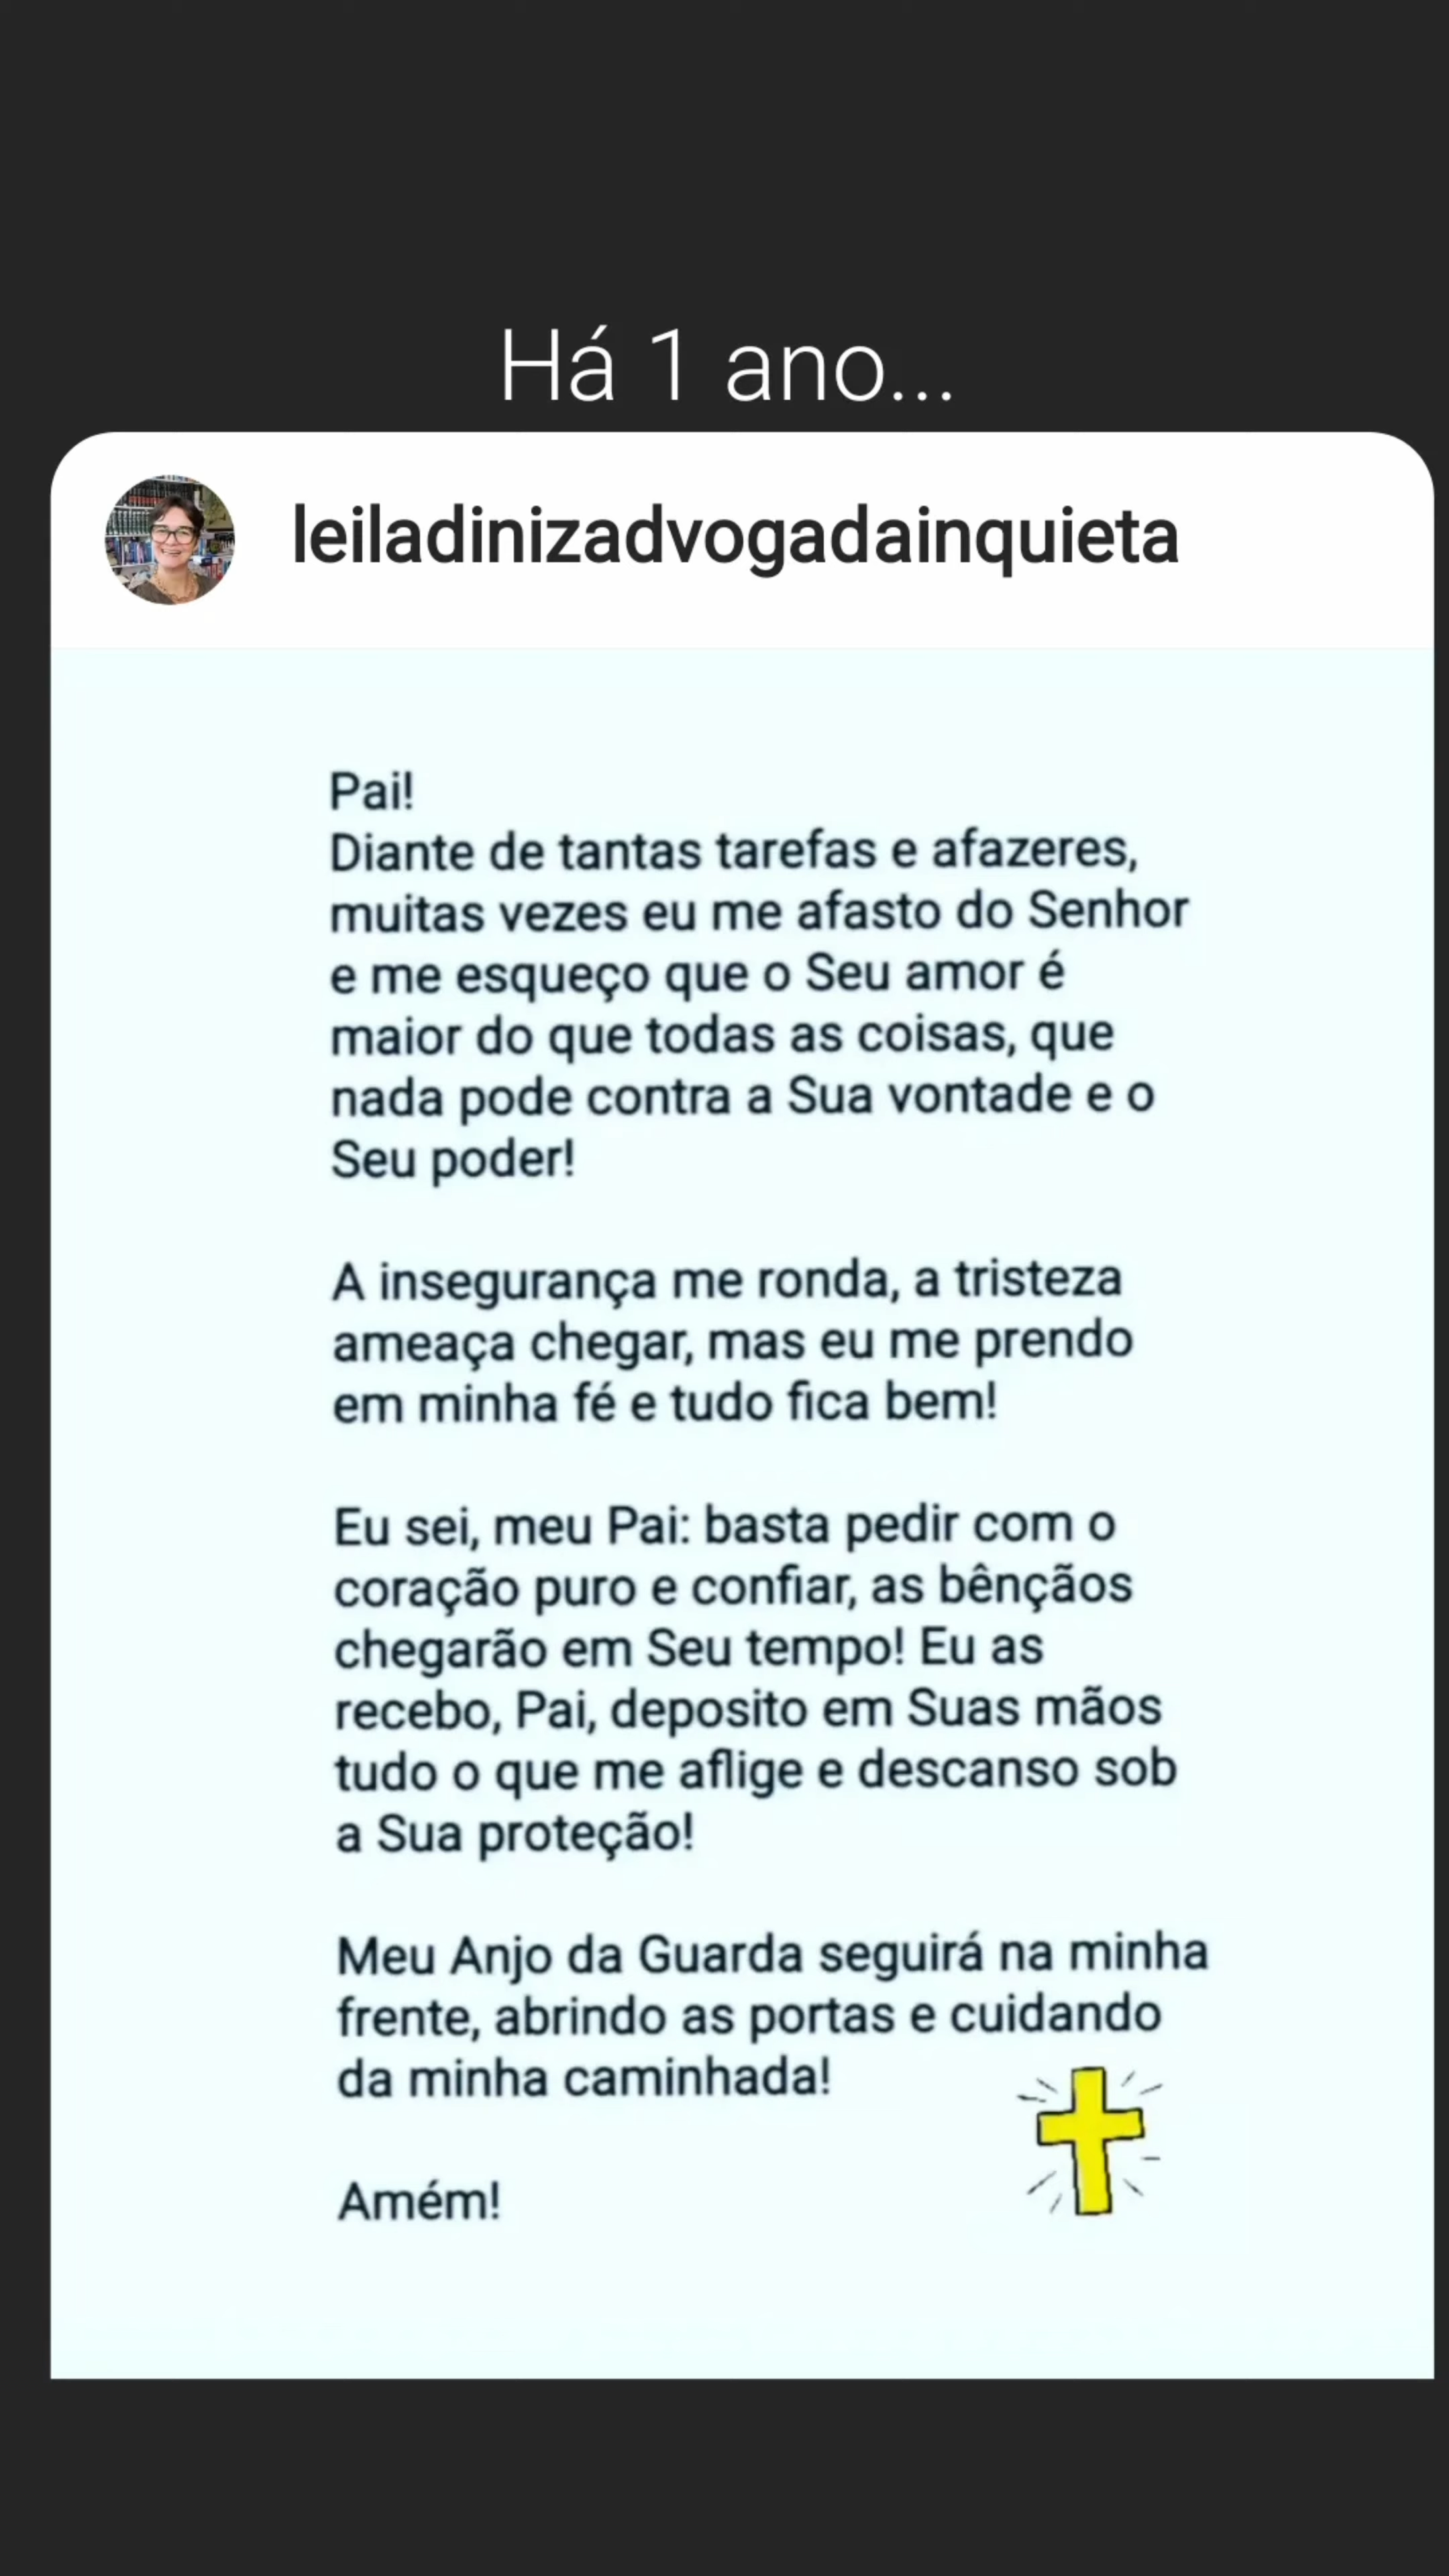 Há 1 ano...
leiladinizadvogadainquieta
Pai!
Diante de tantas tarefas e afazeres,
muitas vezes eu me afasto do Senhor
e me esqueço que o Seu amor é
maior do que todas as coisas, que
nada pode contra a Sua vontade e o
Seu poder!
A insegurança me ronda, a tristeza
ameaça chegar, mas eu me prendo
em minha fé e tudo fica bem!
Eu sei, meu Pai: basta pedir com o
coração puro e confiar, as bênçãos
chegarão em Seu tempo! Eu as
recebo, Pai, deposito em Suas mãos
tudo o que me aflige e descanso sob
a Sua proteção!
Meu Anjo da Guarda seguirá na minha
frente, abrindo as portas e cuidando
da minha caminhada!
Amém!